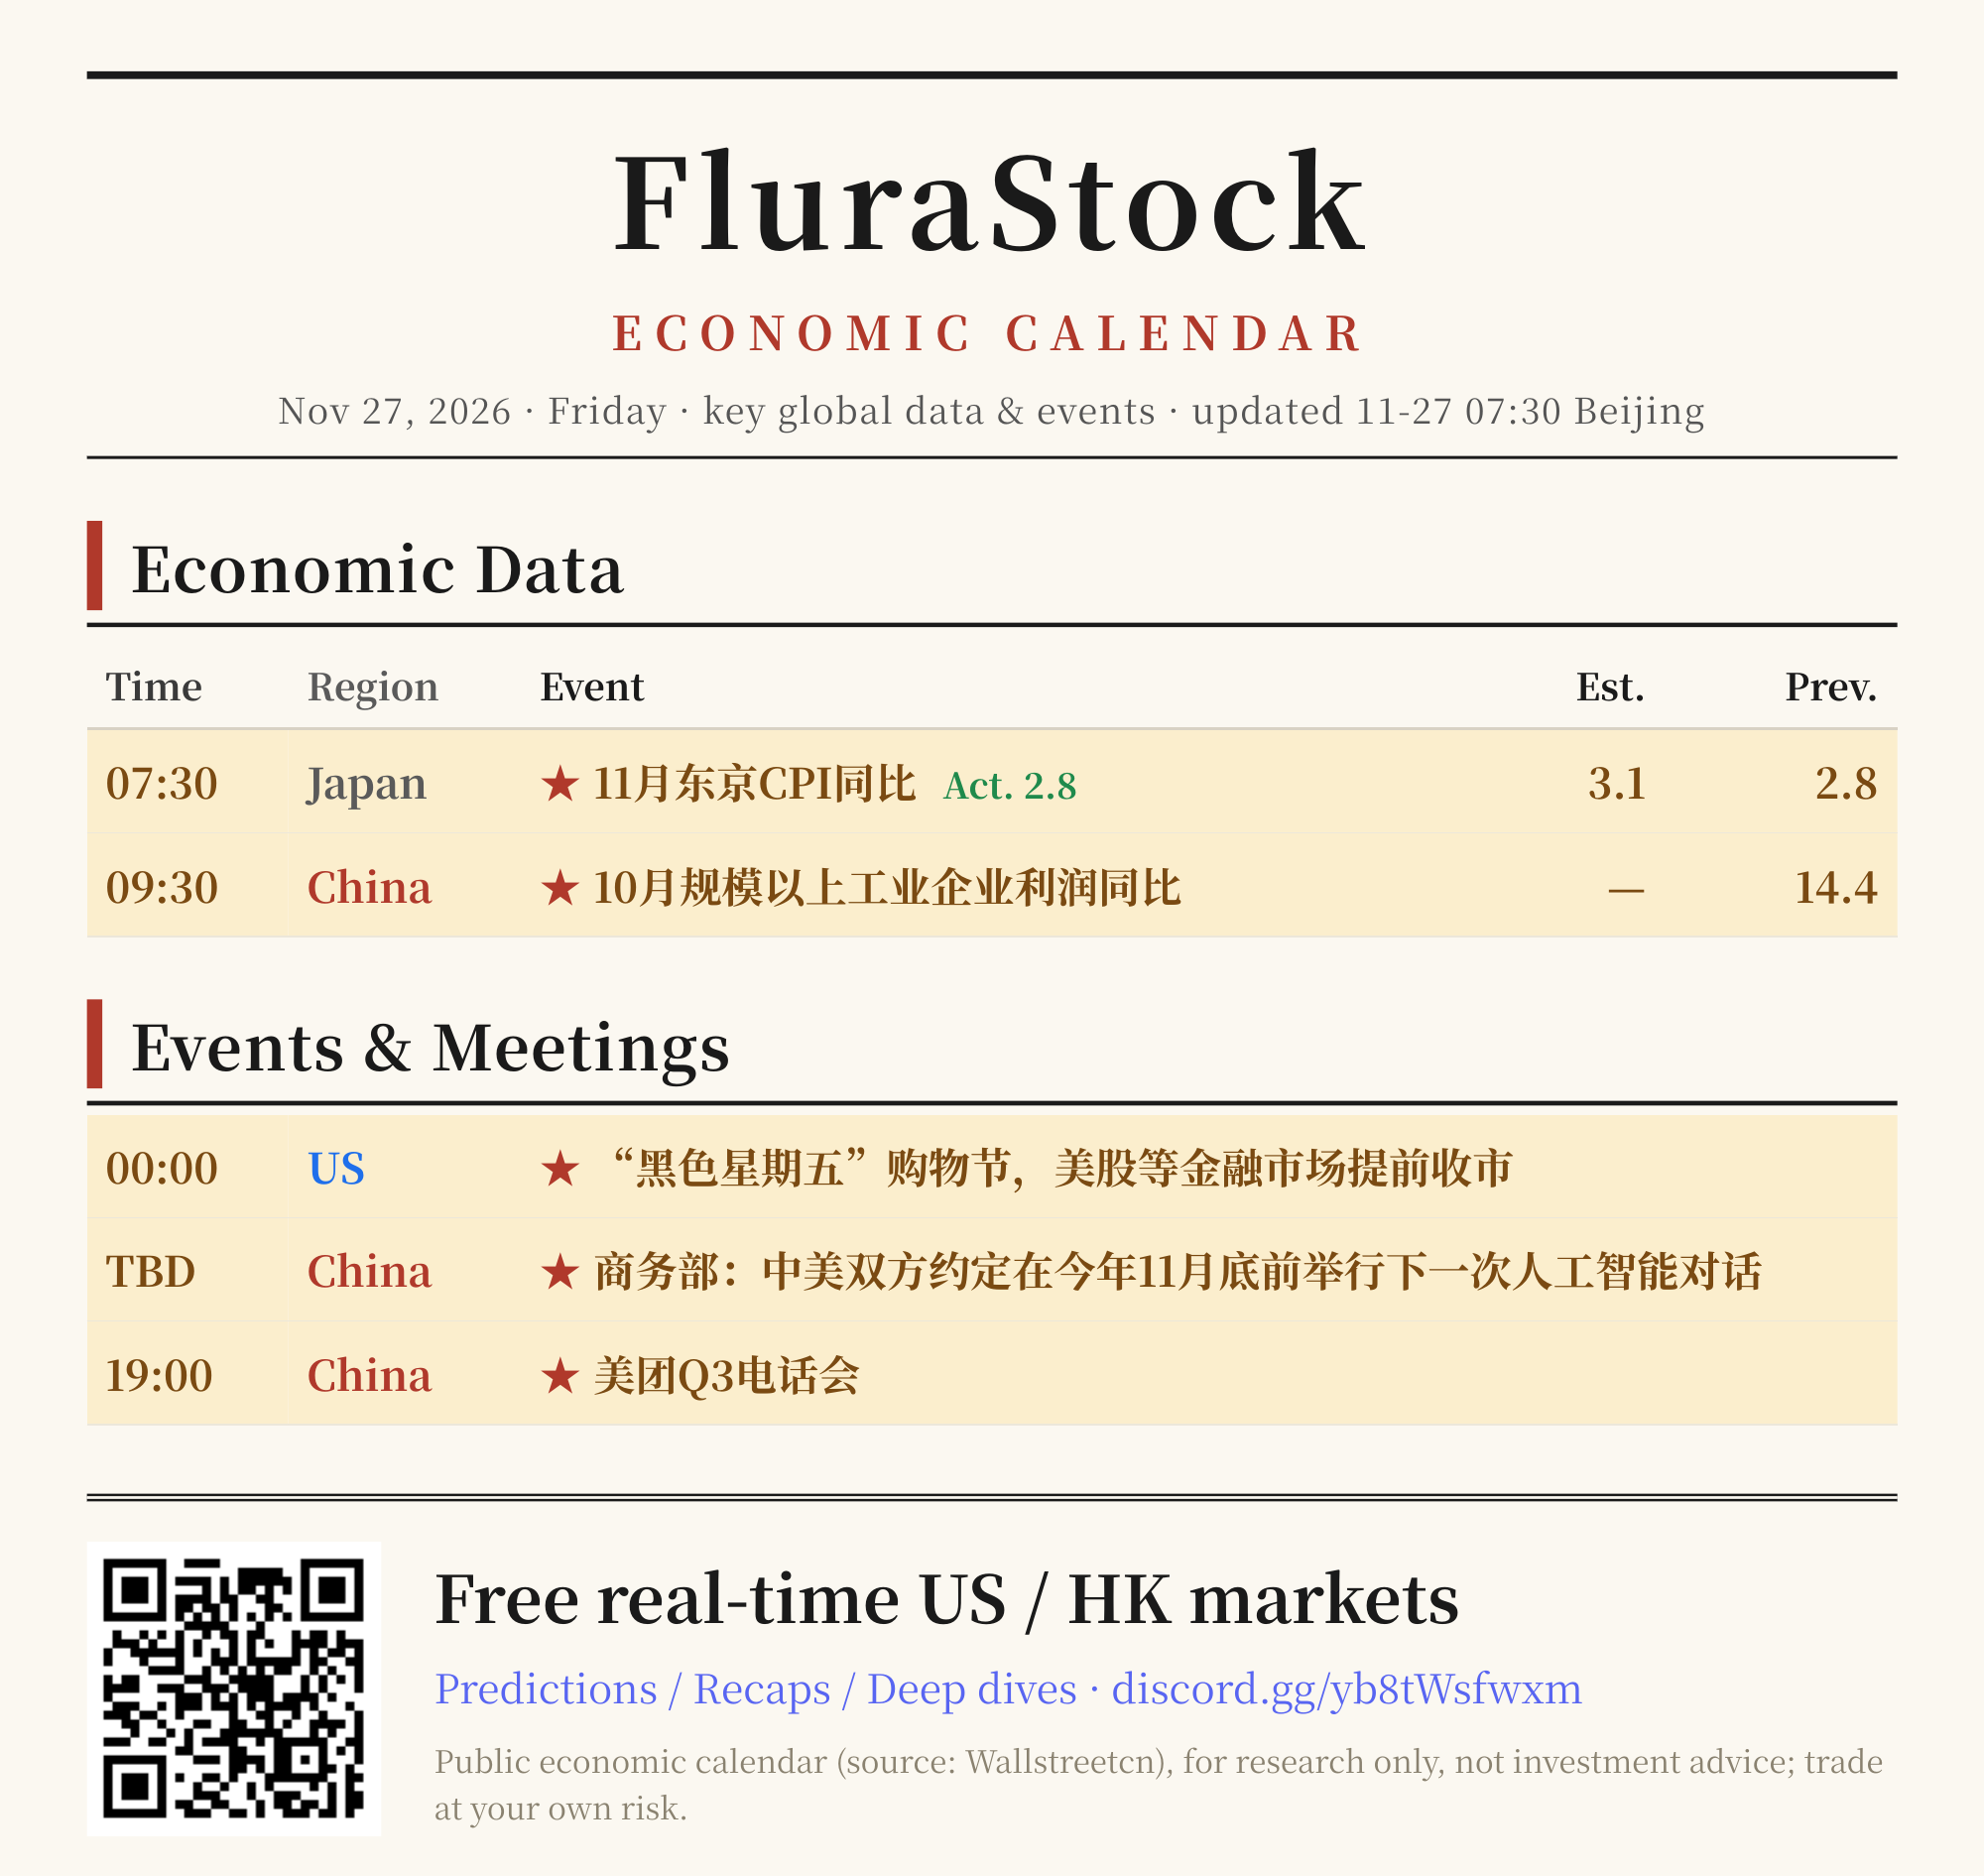 FluraStock
ECONOMIC CALENDAR
Nov 27, 2026 · Friday · key global data & events · updated 11-27 07:30 Beijing
Economic Data
Time Region Event Est. Prev.
07:30 Japan ★ 11月东京CPI同比 Act. 2.8 3.1 2.8
09:30 China ★ 10月规模以上工业企业利润同比 — 14.4
Events & Meetings
00:00 US ★ “黑色星期五”购物节，美股等金融市场提前收市
TBD China ★ 商务部：中美双方约定在今年11月底前举行下一次人工智能对话
19:00 China ★ 美团Q3电话会
Free real-time US / HK markets
Predictions / Recaps / Deep dives · discord.gg/yb8tWsfwxm
Public economic calendar (source: Wallstreetcn), for research only, not investment advice; trade
at your own risk.